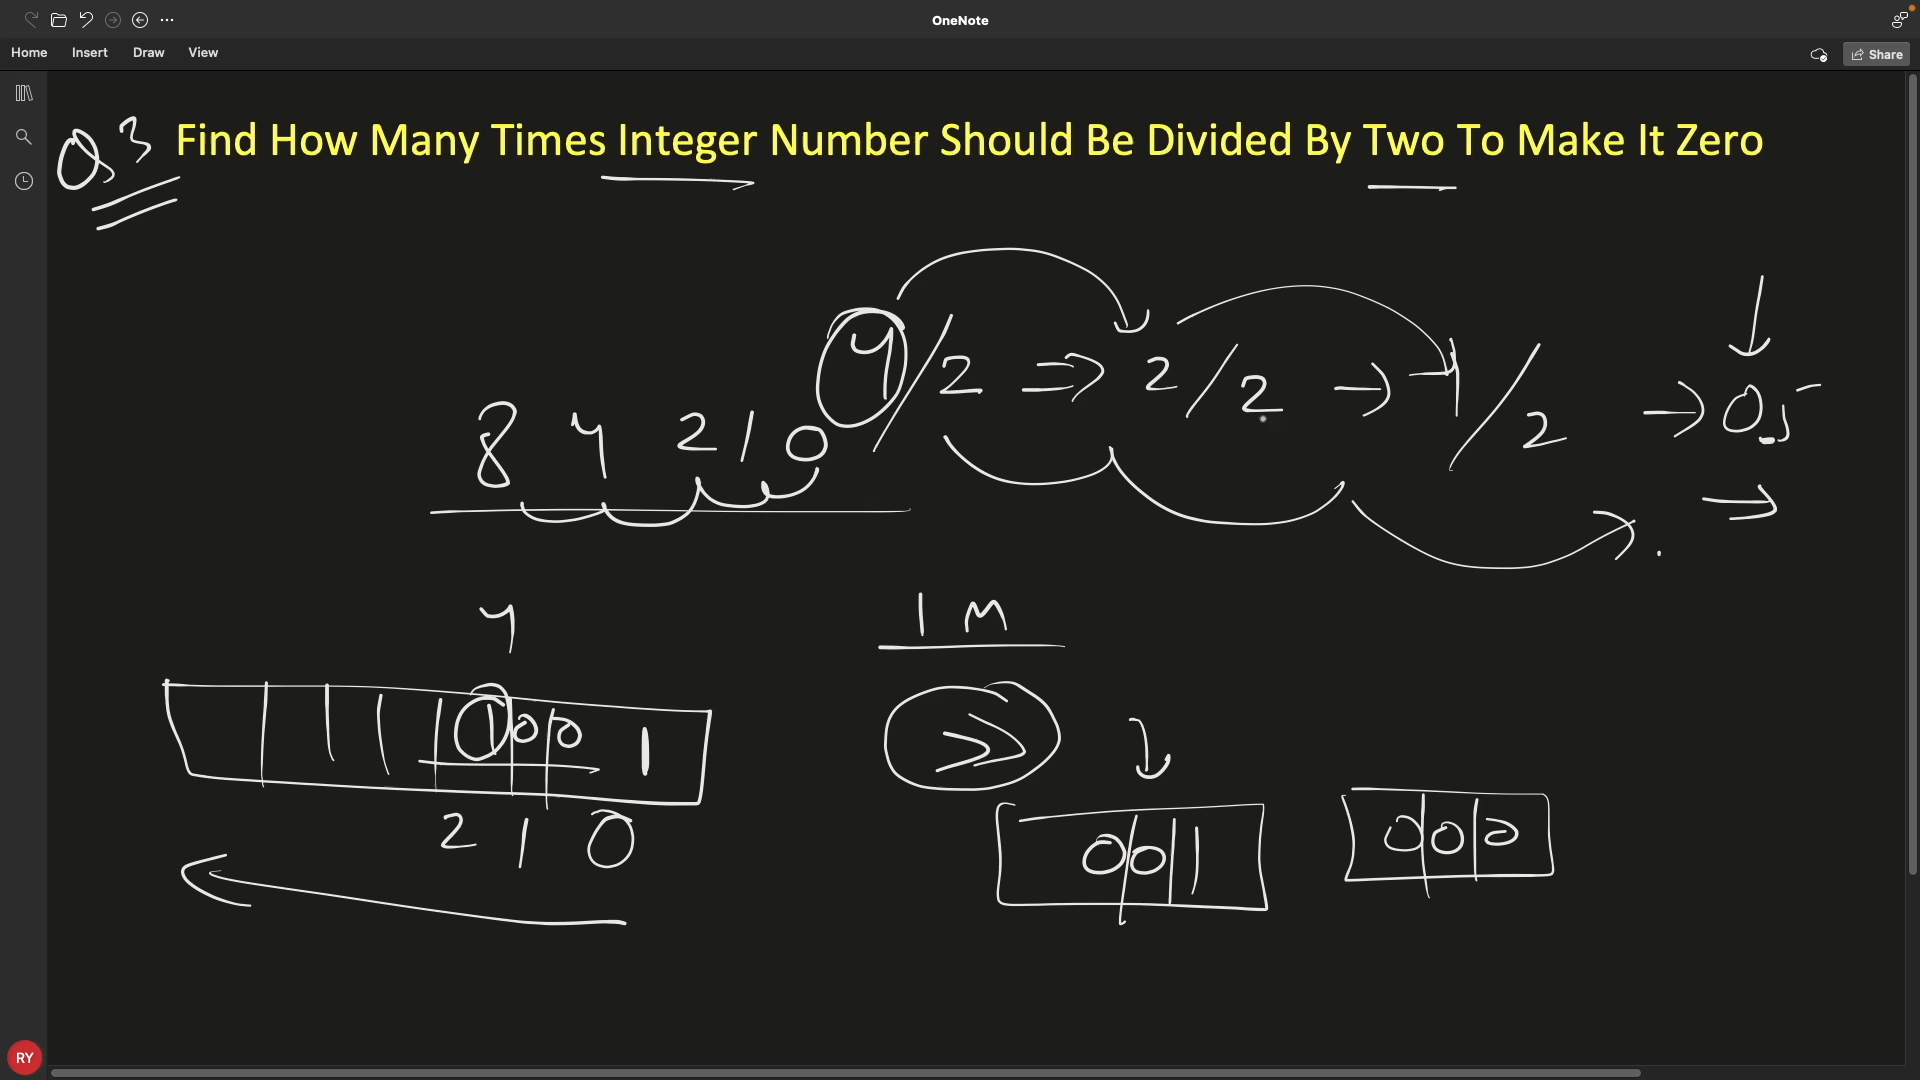 OneNote
Home Insert Draw View
Share
Q3 Find How Many Times Integer Number Should Be Divided By Two To Make It Zero
4/2 ⇒ 2/2 → 1/2 → 0.5
8 4 2 1 0
4
1 M
1 0 0 1
>>
2 1 0
0 0 1
0 0 0
RY